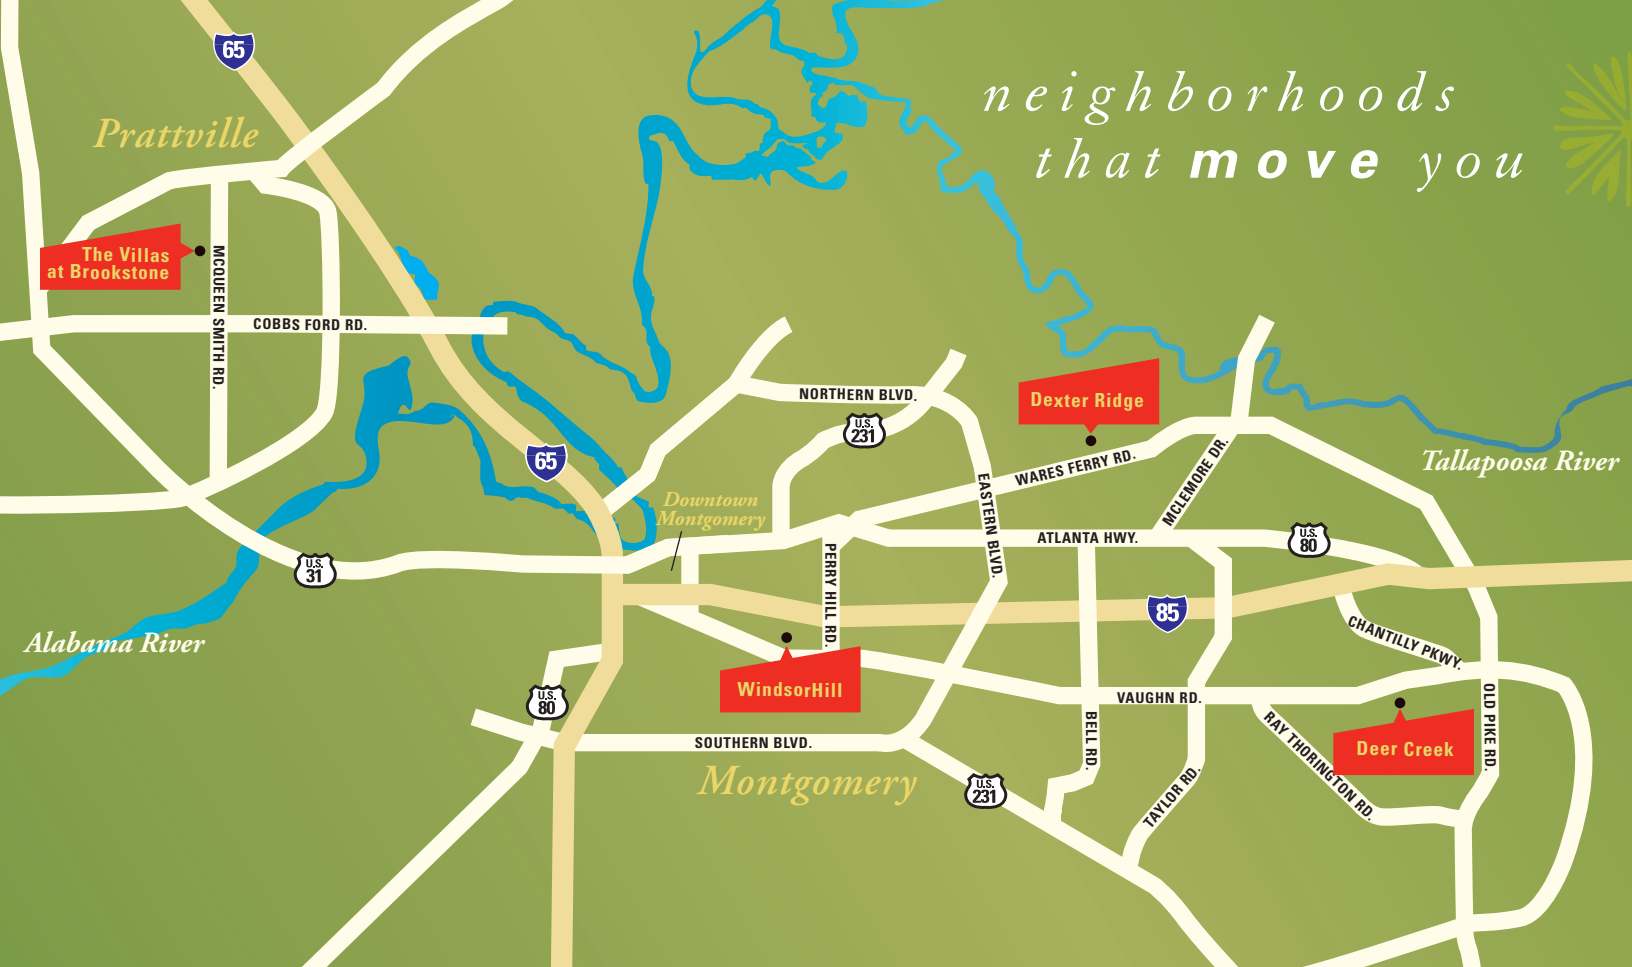 65
neighborhoods
that move you
Prattville
The Villas
at Brookstone
MCQUEEN SMITH RD.
COBBS FORD RD.
NORTHERN BLVD.
U.S.
231
Dexter Ridge
WARES FERRY RD.
MCLEMORE DR.
Tallapoosa River
65
Downtown
Montgomery
EASTERN BLVD.
ATLANTA HWY.
U.S.
80
U.S.
31
PERRY HILL RD.
85
CHANTILLY PKWY.
Alabama River
WindsorHill
U.S.
80
VAUGHN RD.
BELL RD.
OLD PIKE RD.
RAY THORINGTON RD.
Deer Creek
SOUTHERN BLVD.
Montgomery
U.S.
231
TAYLOR RD.